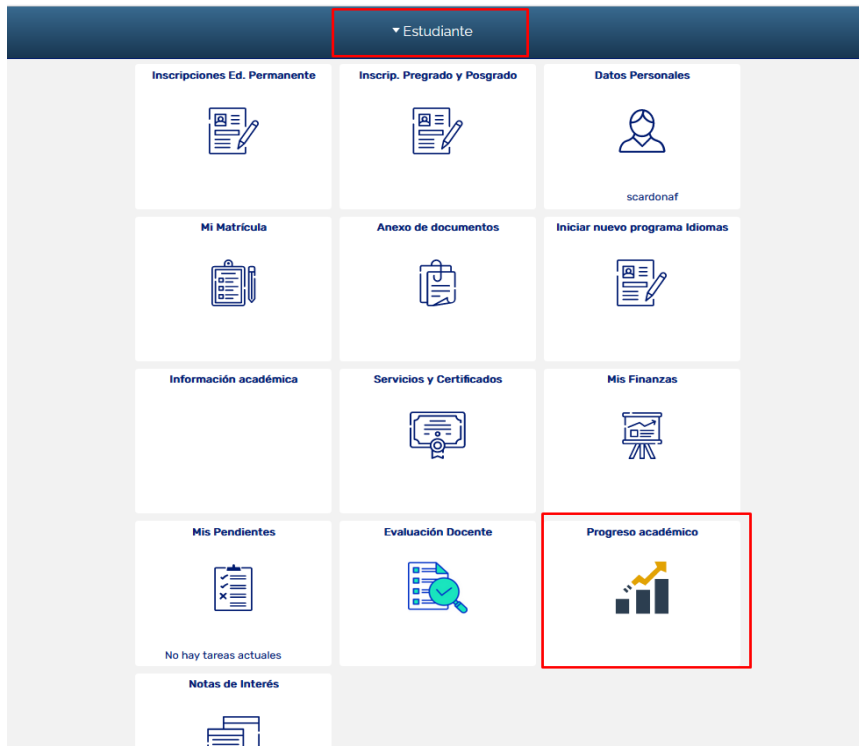 Estudiante
Inscripciones Ed. Permanente
Inscrip. Pregrado y Posgrado
Datos Personales
scardonaf
Mi Matrícula
Anexo de documentos
Iniciar nuevo programa Idiomas
Información académica
Servicios y Certificados
Mis Finanzas
Mis Pendientes
Evaluación Docente
Progreso académico
No hay tareas actuales
Notas de Interés